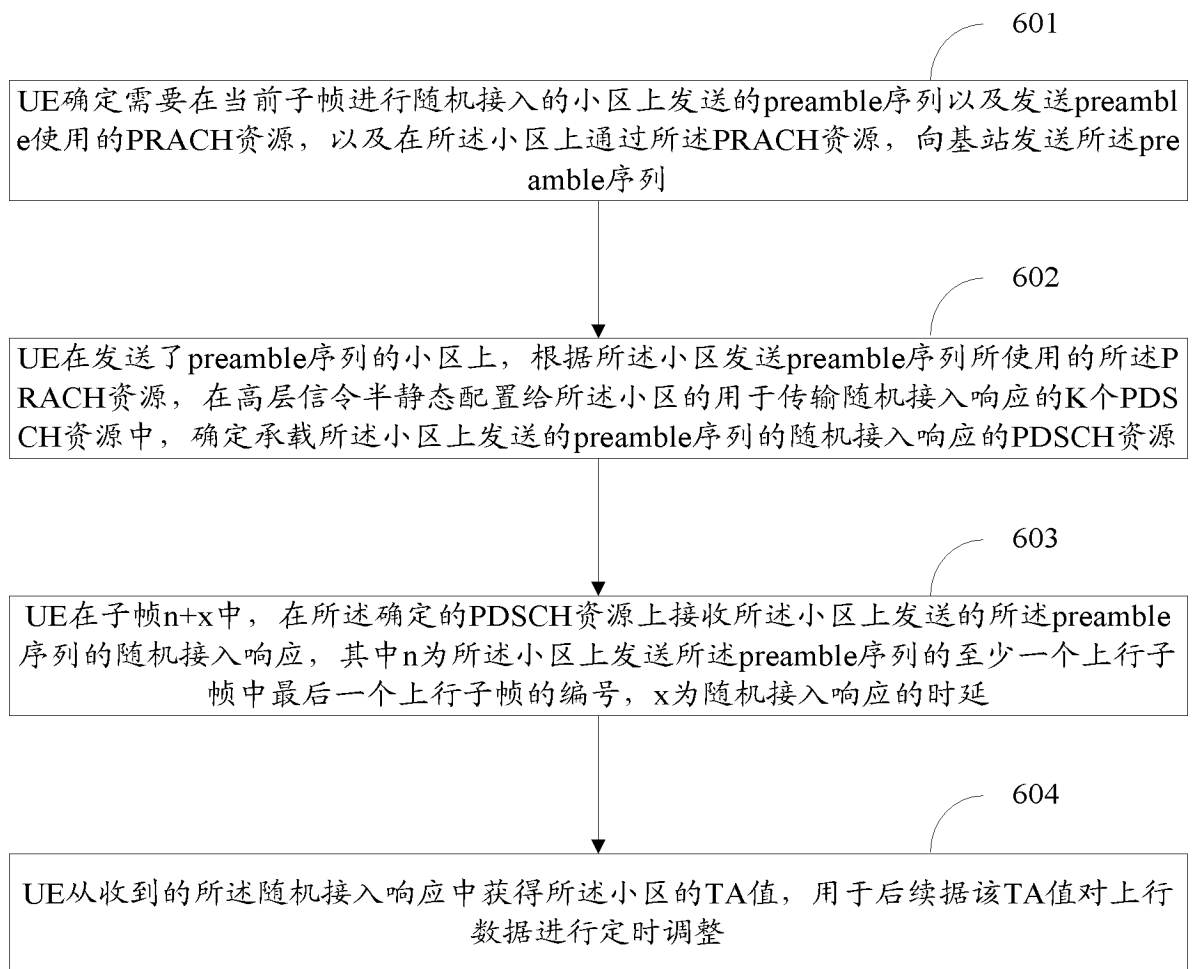 601
UE确定需要在当前子帧进行随机接入的小区上发送的preamble序列以及发送preambl
e使用的PRACH资源，以及在所述小区上通过所述PRACH资源，向基站发送所述pre
amble序列
602
UE在发送了preamble序列的小区上，根据所述小区发送preamble序列所使用的所述P
RACH资源，在高层信令半静态配置给所述小区的用于传输随机接入响应的K个PDS
CH资源中，确定承载所述小区上发送的preamble序列的随机接入响应的PDSCH资源
603
UE在子帧n+x中，在所述确定的PDSCH资源上接收所述小区上发送的所述preamble
序列的随机接入响应，其中n为所述小区上发送所述preamble序列的至少一个上行子
帧中最后一个上行子帧的编号，x为随机接入响应的时延
604
UE从收到的所述随机接入响应中获得所述小区的TA值，用于后续据该TA值对上行
数据进行定时调整